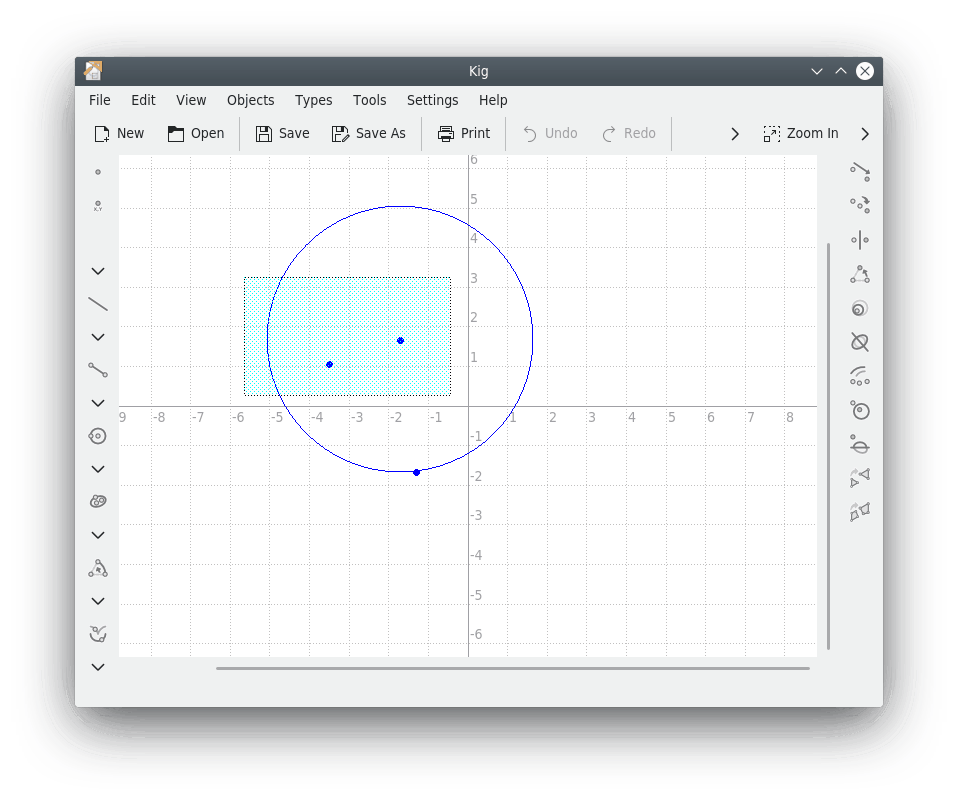 Kig
File Edit View Objects Types Tools Settings Help
New Open Save Save As Print Undo Redo Zoom In
X,Y
6
5
4
3
2
1
9 -8 -7 -6 -5 -4 -3 -2 -1 1 2 3 4 5 6 7 8
-1
-2
-3
-4
-5
-6